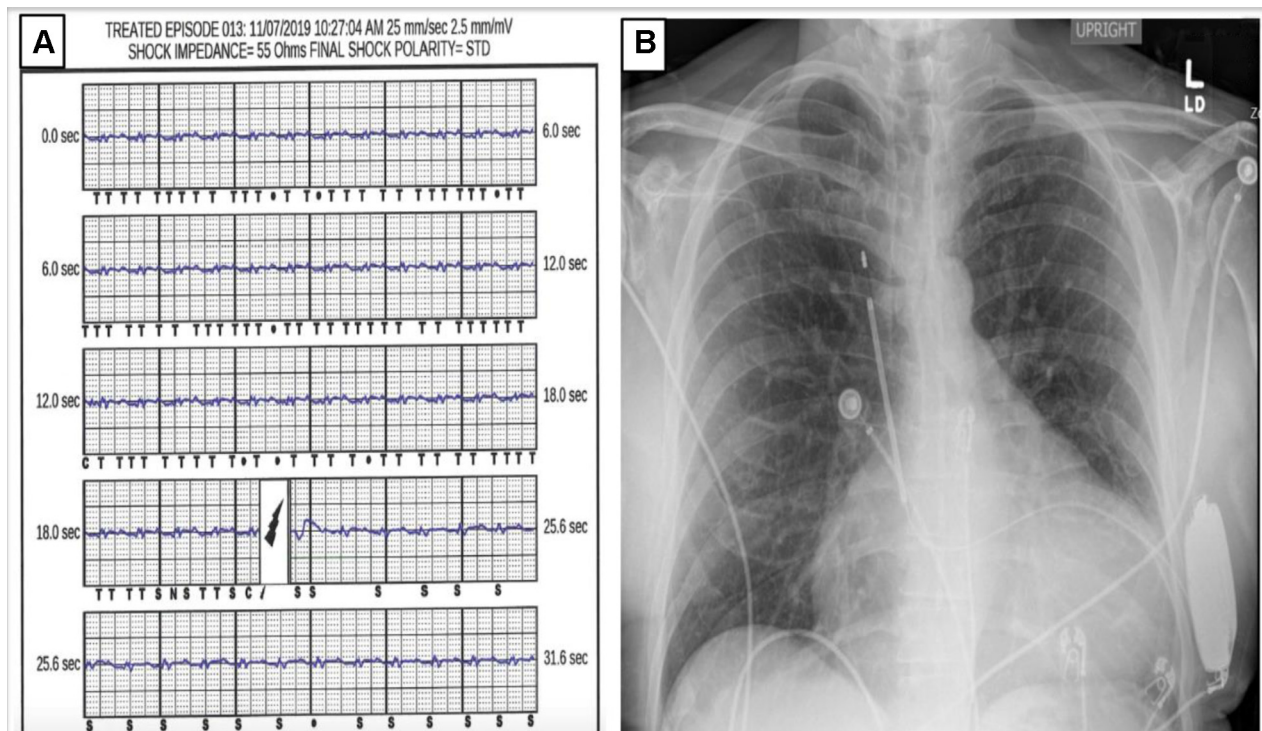 A
TREATED EPISODE 013: 11/07/2019 10:27:04 AM 25 mm/sec 2.5 mm/mV
SHOCK IMPEDANCE= 55 Ohms FINAL SHOCK POLARITY= STD
0.0 sec 6.0 sec
T T T T T T T T T T T T • T T • T T T T T T T T T T T • T T
6.0 sec 12.0 sec
T T T T T T T T T T T T T • T T T T T T T T T T T T T T T T T T
12.0 sec 18.0 sec
C T T T T T T T T T • T • T T T T • T T T T T T T T T T
18.0 sec 25.6 sec
T T T T S N S T T S C S S S S S S
25.6 sec 31.6 sec
S S S S S S • S S S S S
B
UPRIGHT
L
LD